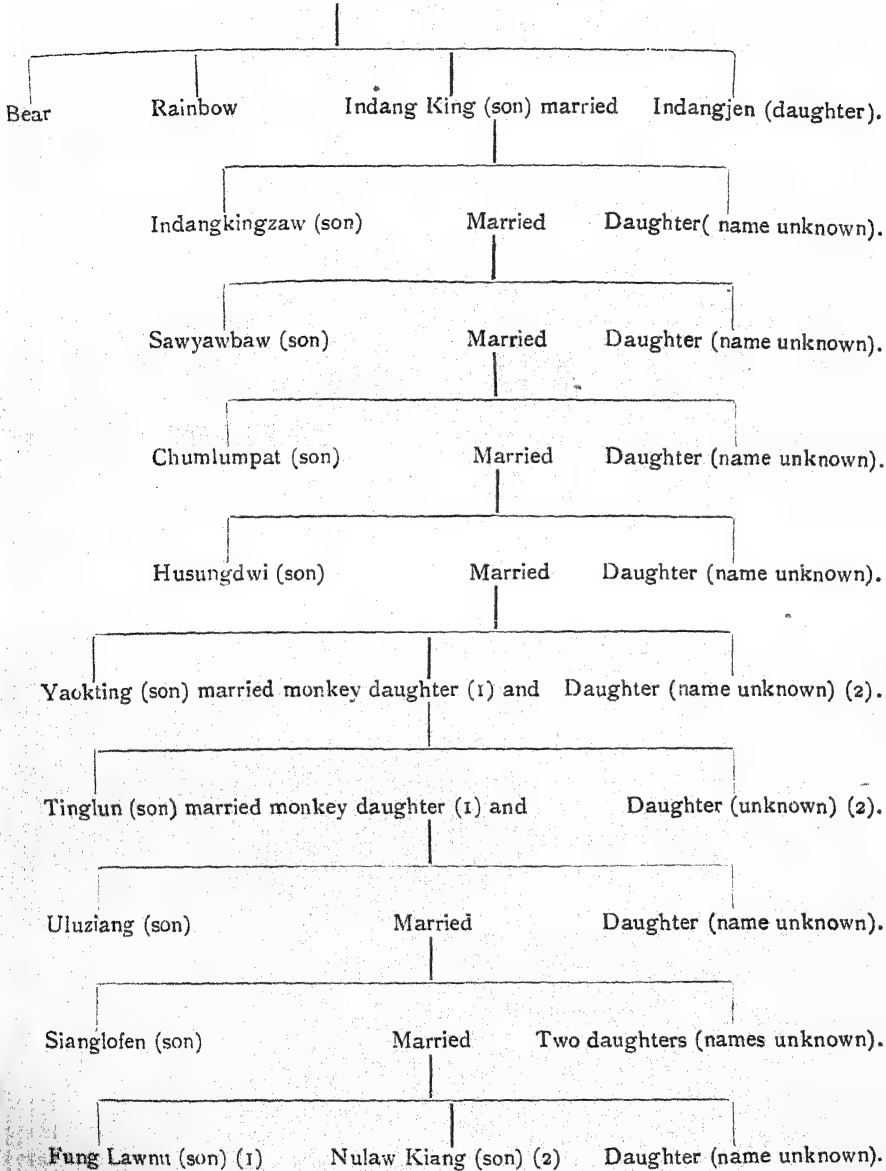 Bear Rainbow Indang King (son) married Indangjen (daughter).
Indangkingzaw (son) Married Daughter( name unknown).
Sawyawbaw (son) Married Daughter (name unknown).
Chumlumpat (son) Married Daughter (name unknown).
Husungdwi (son) Married Daughter (name unknown).
Yaokting (son) married monkey daughter (1) and Daughter (name unknown) (2).
Tinglun (son) married monkey daughter (1) and Daughter (unknown) (2).
Uluziang (son) Married Daughter (name unknown).
Sianglofen (son) Married Two daughters (names unknown).
Fung Lawnu (son) (1) Nulaw Kiang (son) (2) Daughter (name unknown).